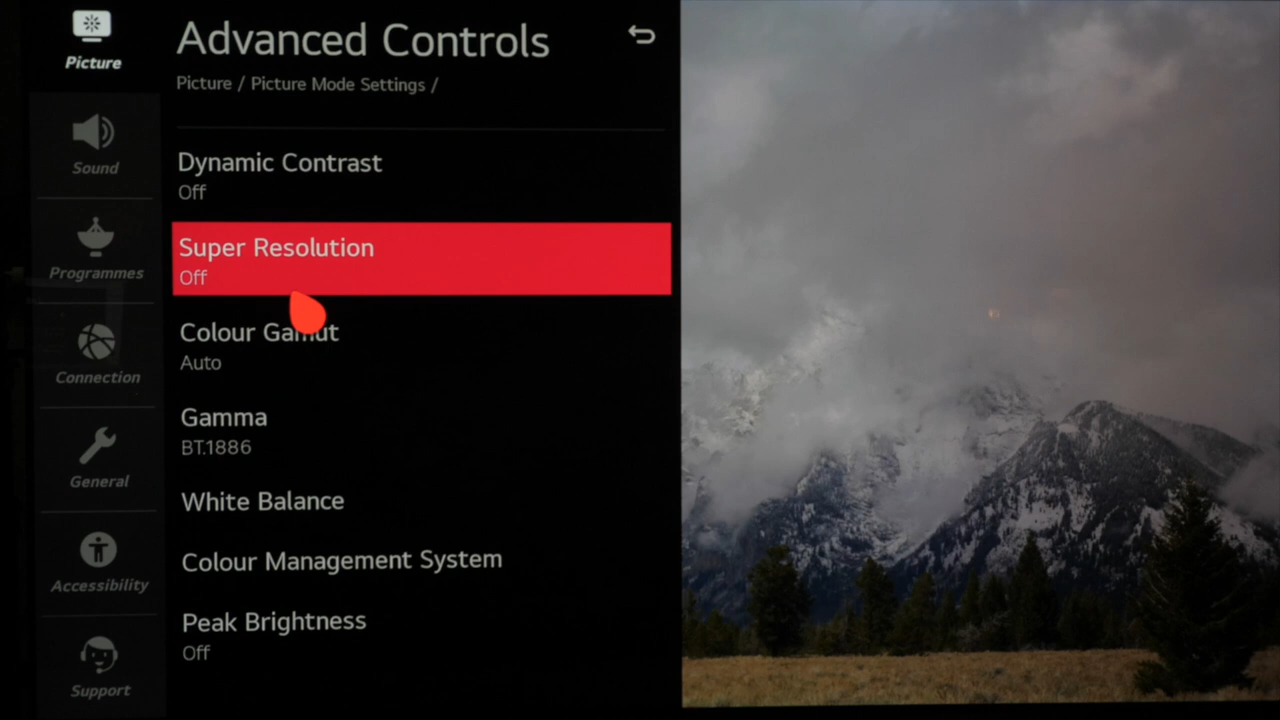 Picture
Sound
Programmes
Connection
General
Accessibility
Support
Advanced Controls
Picture / Picture Mode Settings /
Dynamic Contrast
Off
Super Resolution
Off
Colour Gamut
Auto
Gamma
BT.1886
White Balance
Colour Management System
Peak Brightness
Off